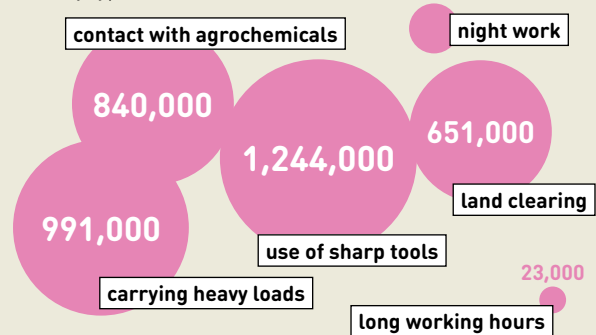 contact with agrochemicals
night work
840,000
1,244,000
651,000
land clearing
991,000
use of sharp tools
carrying heavy loads
23,000
long working hours